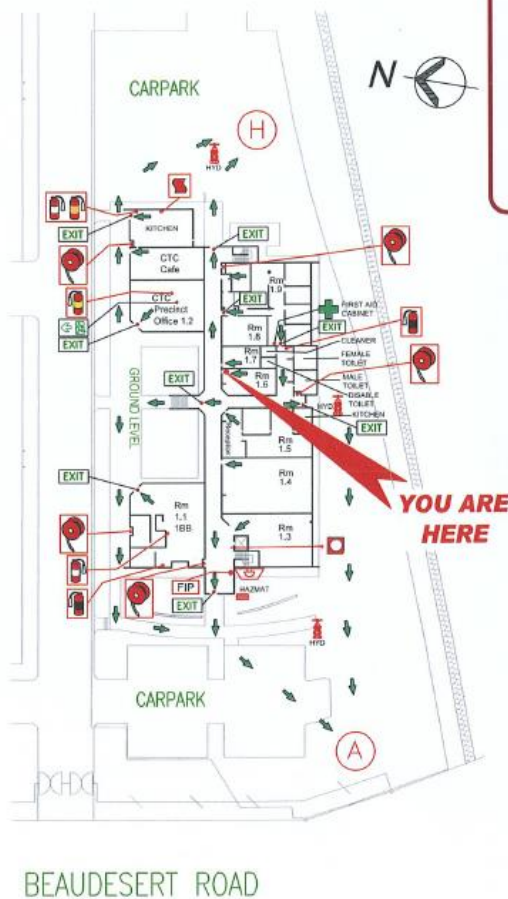 CARPARK
N
H
HYD
EXIT
KITCHEN
EXIT
CTC
Cafe
Rm
1.9
CTC
Precinct
Office 1.2
EXIT
FIRST AID
CABINET
Rm
1.8
EXIT
EXIT
CLEANER
Rm
1.7
FEMALE
TOILET
Rm
1.6
MALE
TOILET
EXIT
DISABLE
TOILET
GROUND LEVEL
HYD
KITCHEN
EXIT
Reception
Rm
1.5
EXIT
Rm
1.4
YOU ARE
HERE
Rm
1.1
1BB
Rm
1.3
FIP
HAZMAT
EXIT
HYD
CARPARK
A
BEAUDESERT ROAD